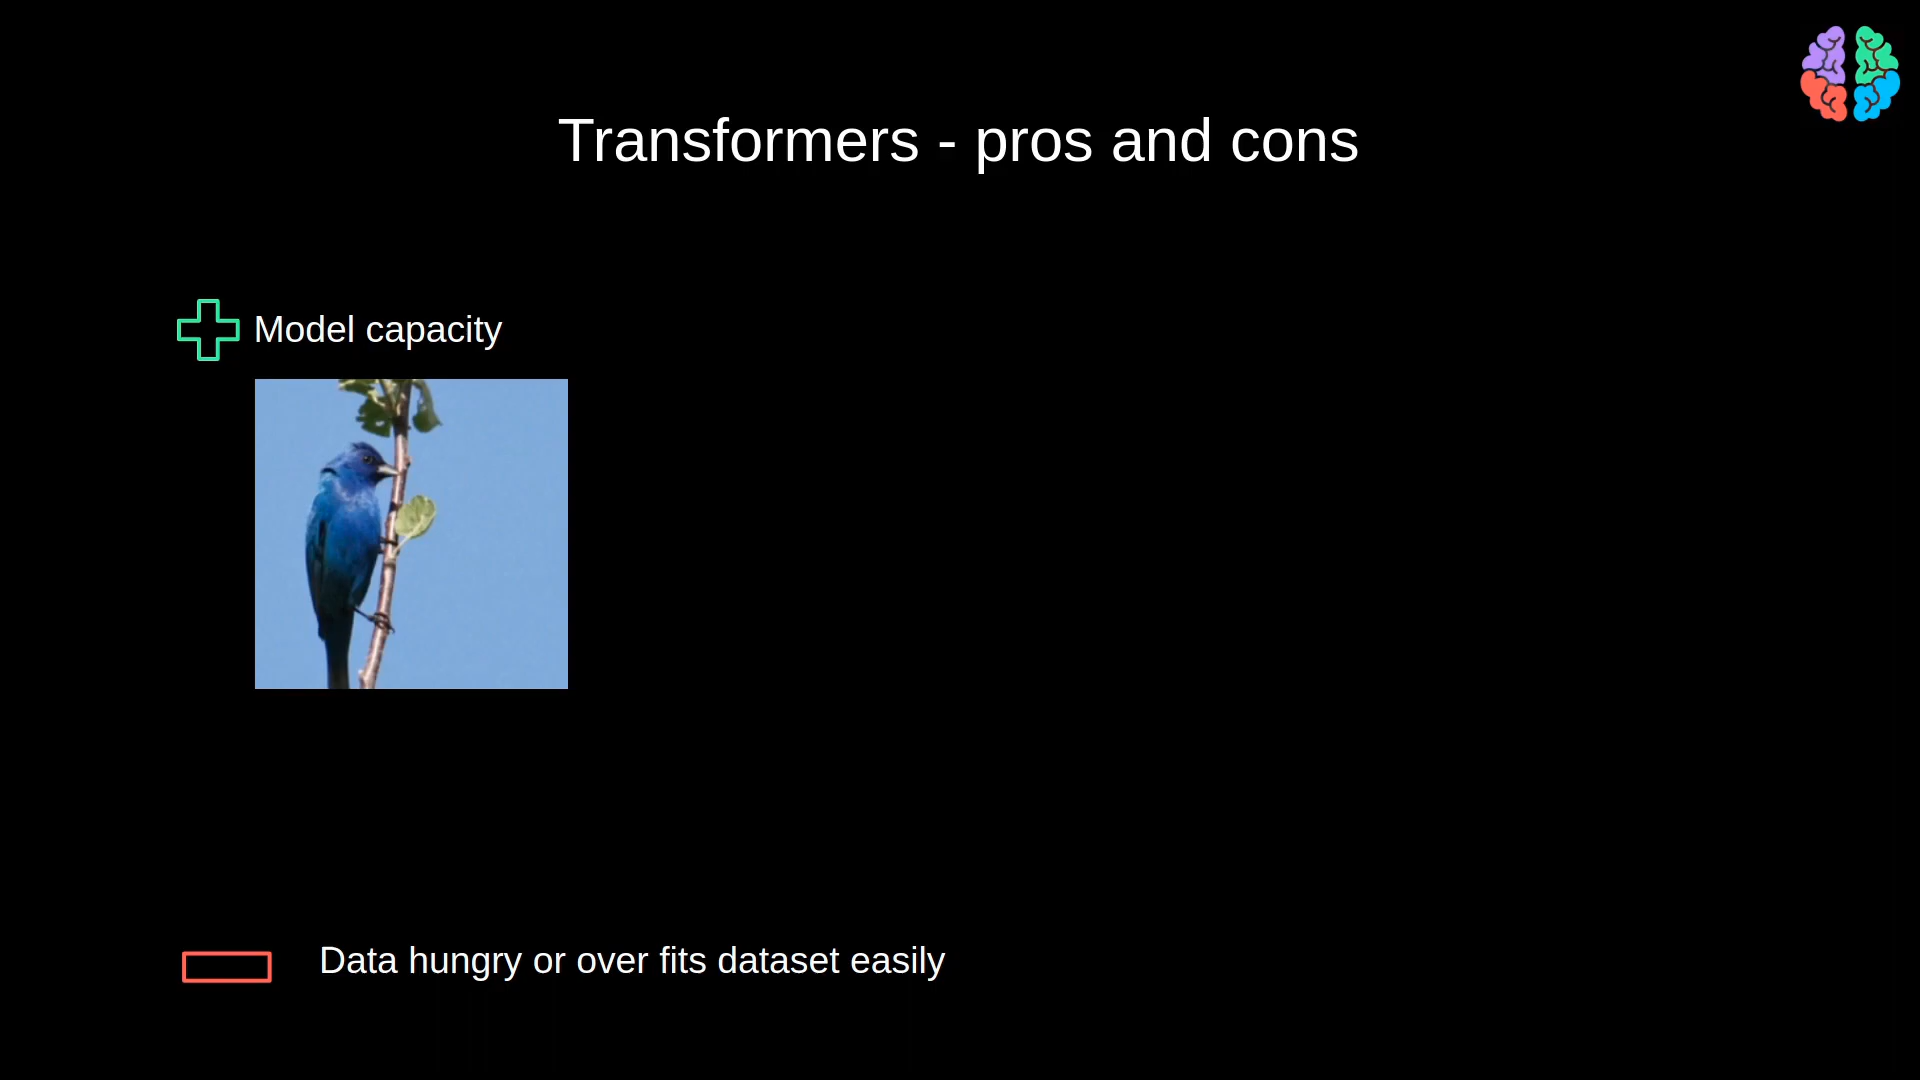 Transformers - pros and cons
Model capacity
Data hungry or over fits dataset easily